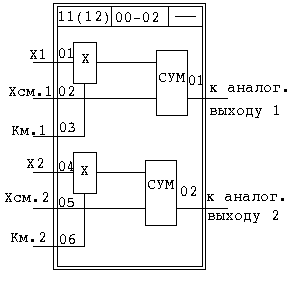 11(12) 00-02 —
X1 01 X
СУМ 01
Xсм.1 02 к аналог.
выходу 1
Км.1 03
X2 04 X
СУМ 02
Xсм.2 05 к аналог.
выходу 2
Км.2 06